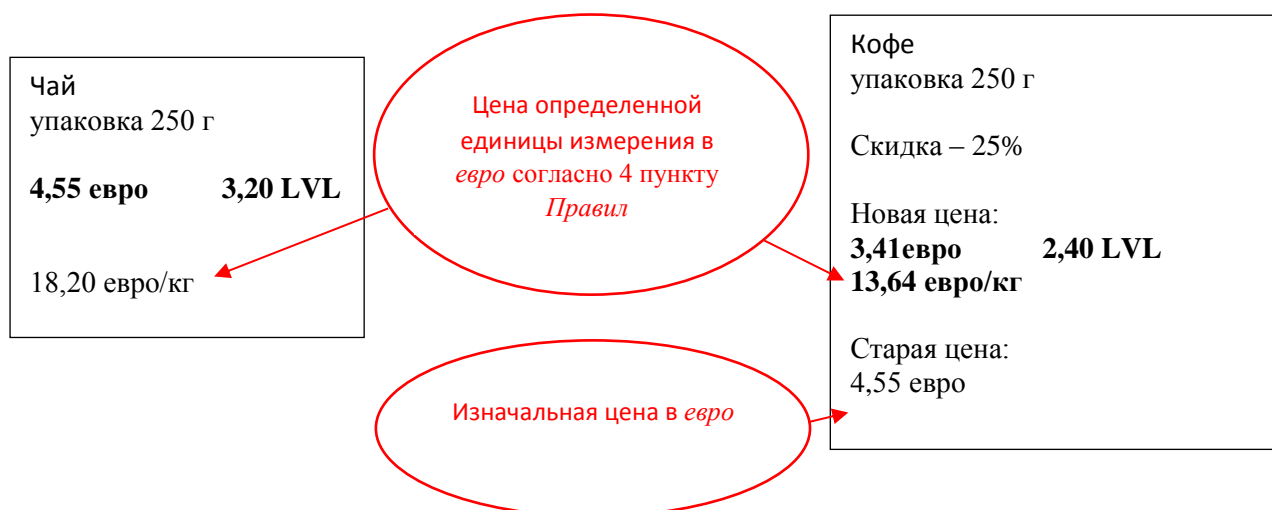 Чай
упаковка 250 г
4,55 евро 3,20 LVL
18,20 евро/кг
Цена определенной
единицы измерения в
евро согласно 4 пункту
Правил
Изначальная цена в евро
Кофе
упаковка 250 г
Скидка – 25%
Новая цена:
3,41евро 2,40 LVL
13,64 евро/кг
Старая цена:
4,55 евро